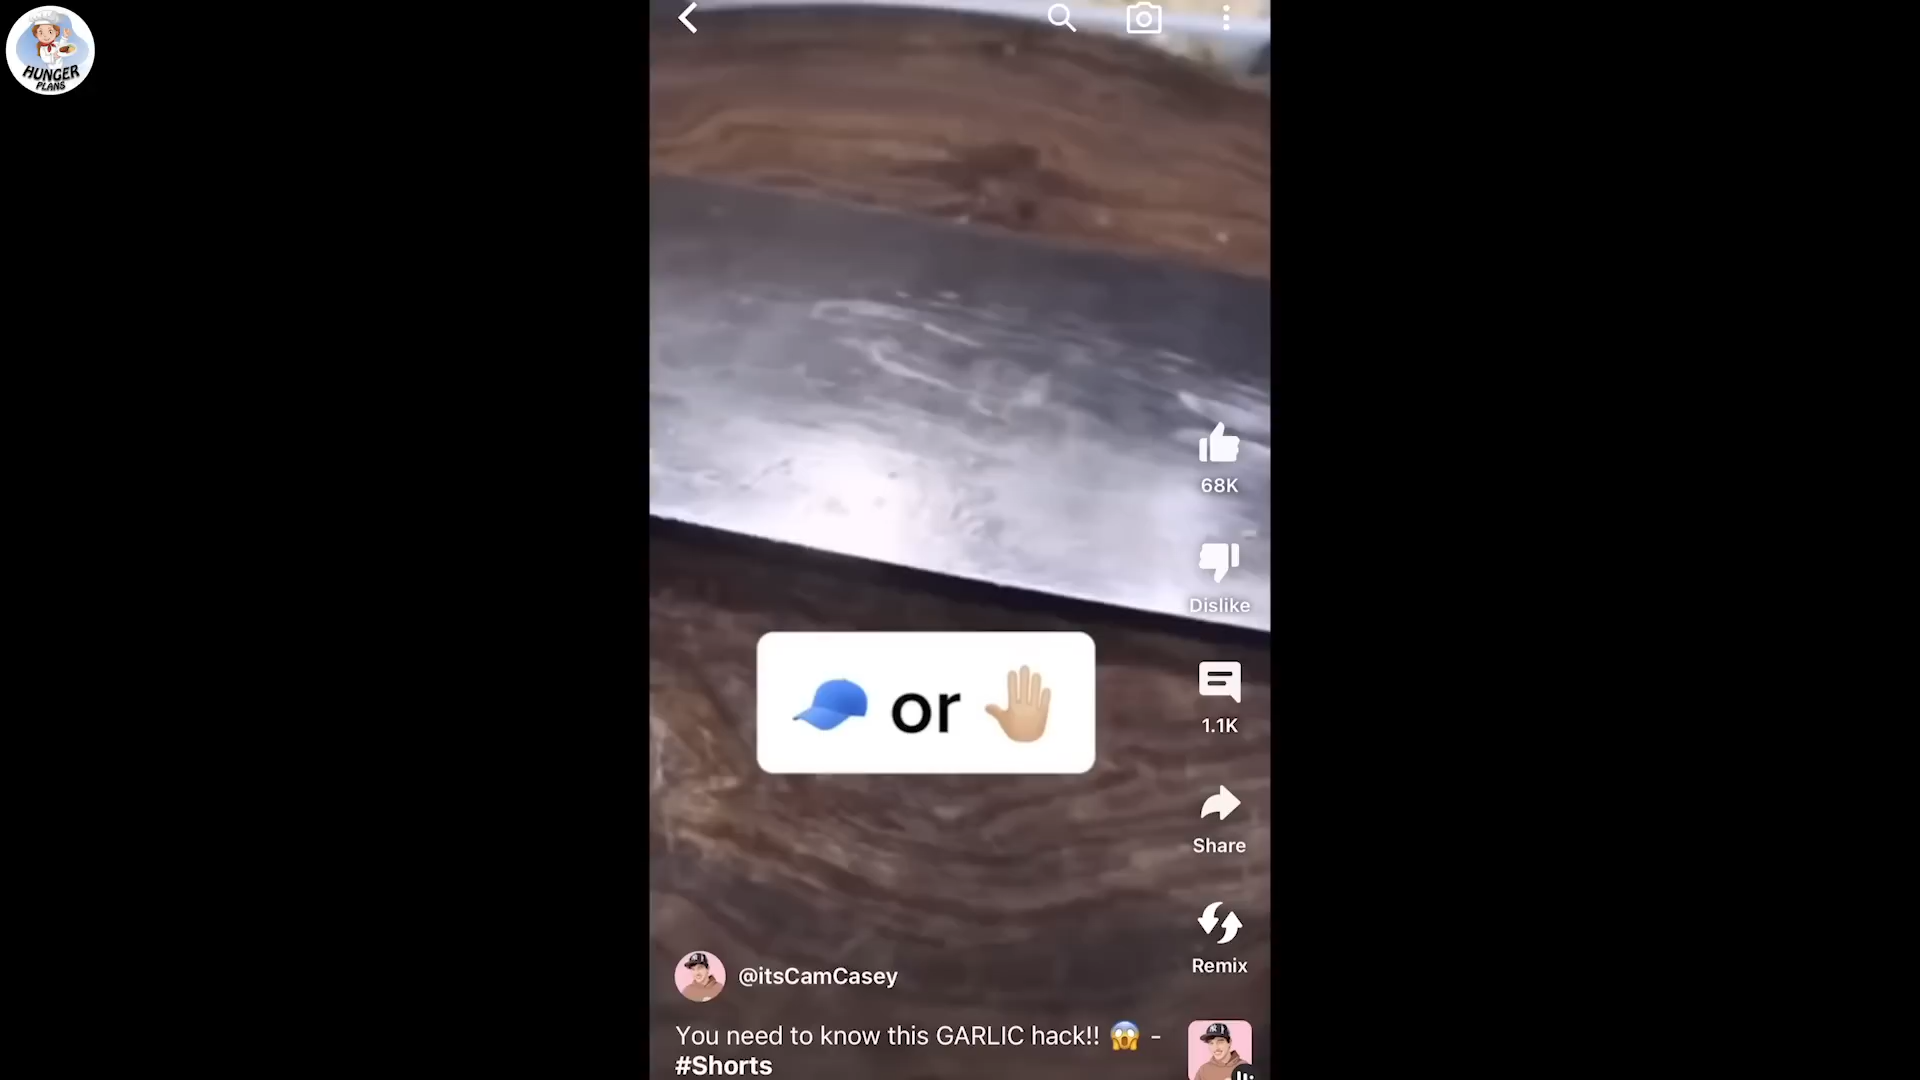 HUNGER
PLANS
68K
Dislike
or
1.1K
Share
Remix
@itsCamCasey
You need to know this GARLIC hack!! 😱 -
#Shorts